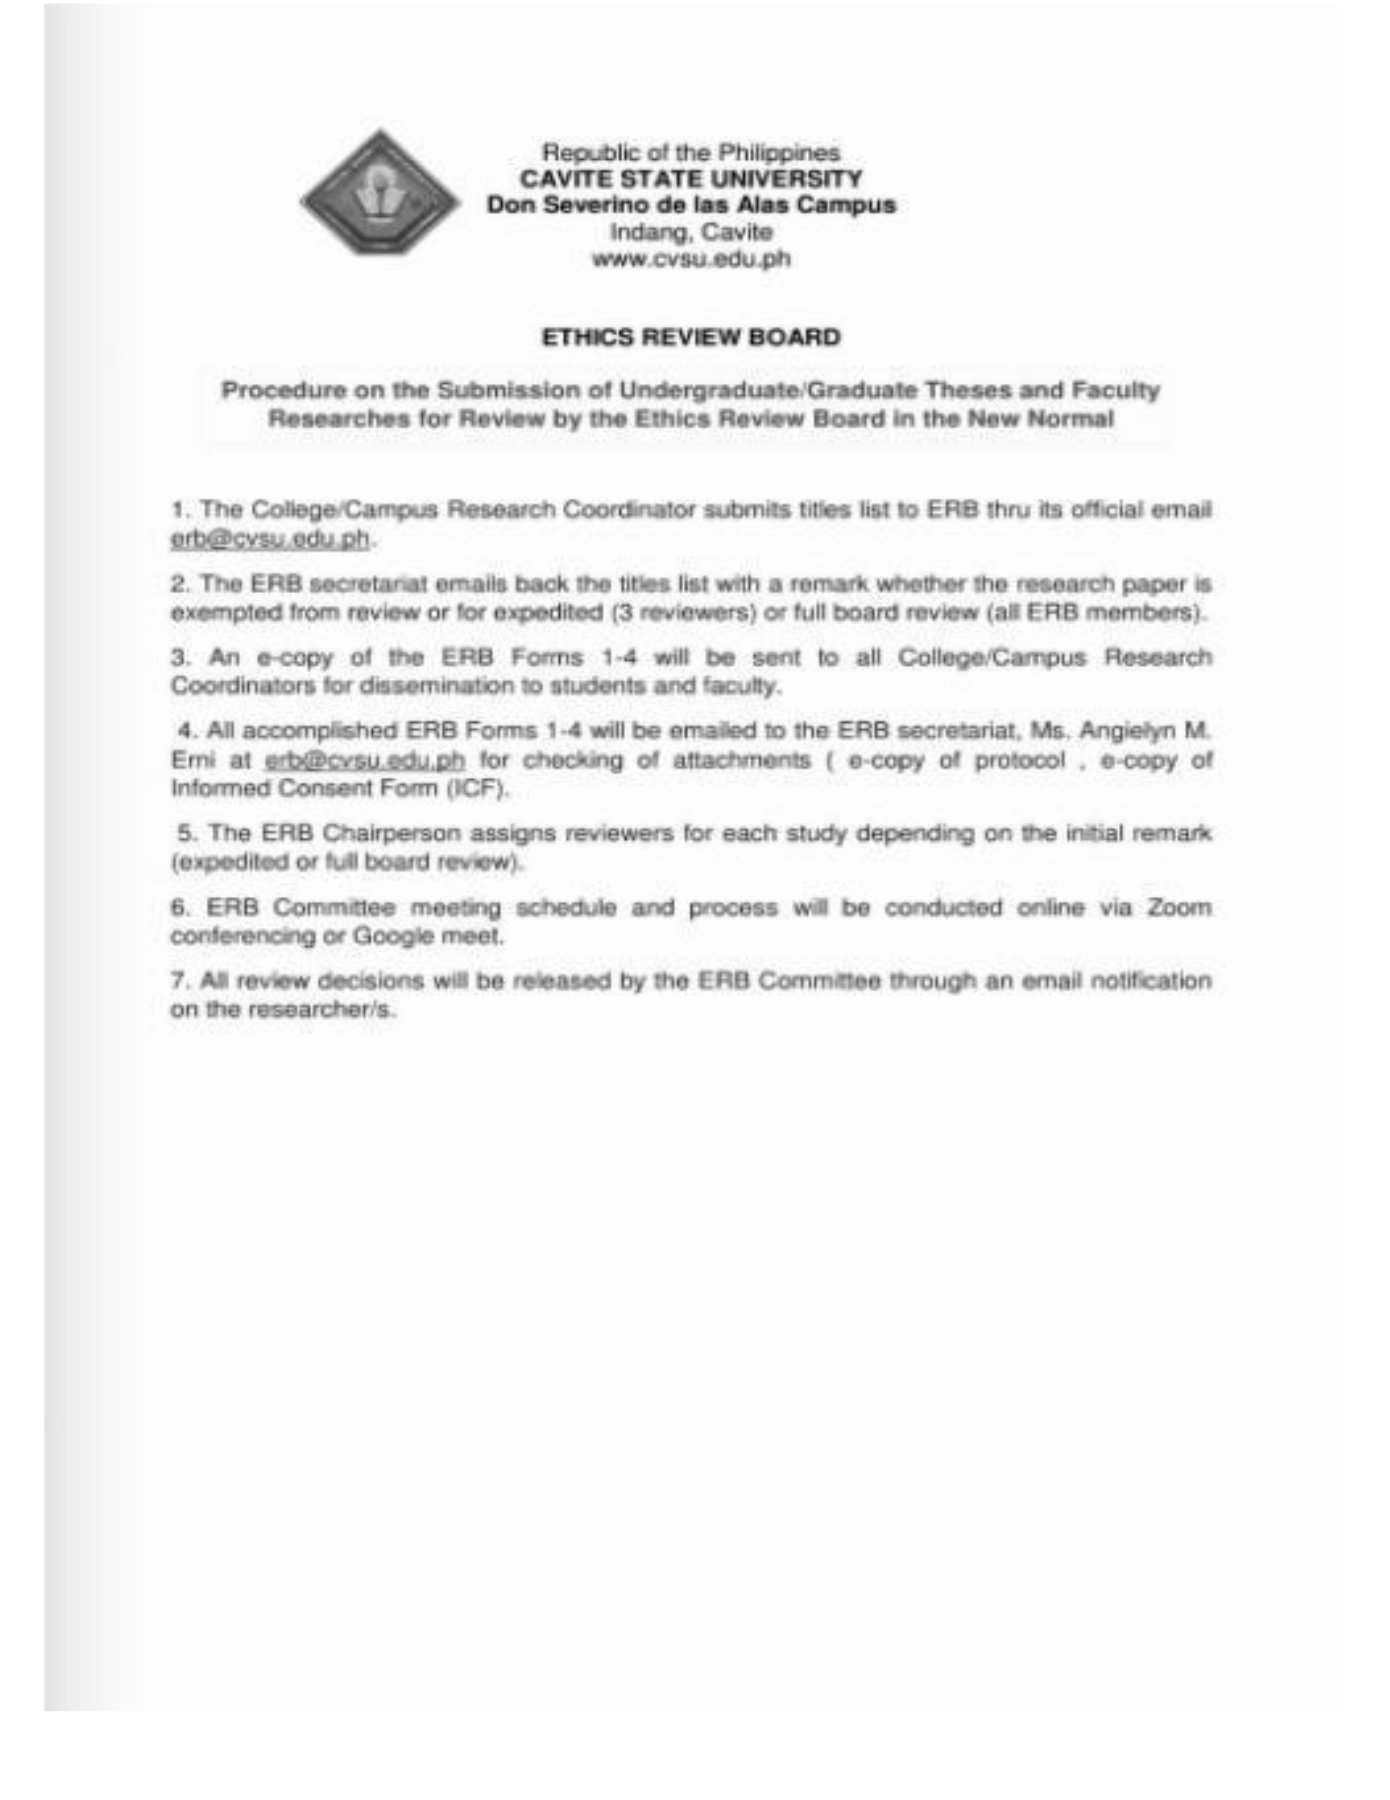 Republic of the Philippines
CAVITE STATE UNIVERSITY
Don Severino de las Alas Campus
Indang, Cavite
www.cvsu.edu.ph
ETHICS REVIEW BOARD
Procedure on the Submission of Undergraduate/Graduate Theses and Faculty
Researches for Review by the Ethics Review Board in the New Normal
1. The College/Campus Research Coordinator submits titles list to ERB thru its official email
erb@cvsu.edu.ph.
2. The ERB secretariat emails back the titles list with a remark whether the research paper is
exempted from review or for expedited (3 reviewers) or full board review (all ERB members).
3. An e-copy of the ERB Forms 1-4 will be sent to all College/Campus Research
Coordinators for dissemination to students and faculty.
4. All accomplished ERB Forms 1-4 will be emailed to the ERB secretariat, Ms. Angielyn M.
Erni at erb@cvsu.edu.ph for checking of attachments ( e-copy of protocol , e-copy of
Informed Consent Form (ICF).
5. The ERB Chairperson assigns reviewers for each study depending on the initial remark
(expedited or full board review).
6. ERB Committee meeting schedule and process will be conducted online via Zoom
conferencing or Google meet.
7. All review decisions will be released by the ERB Committee through an email notification
on the researcher/s.